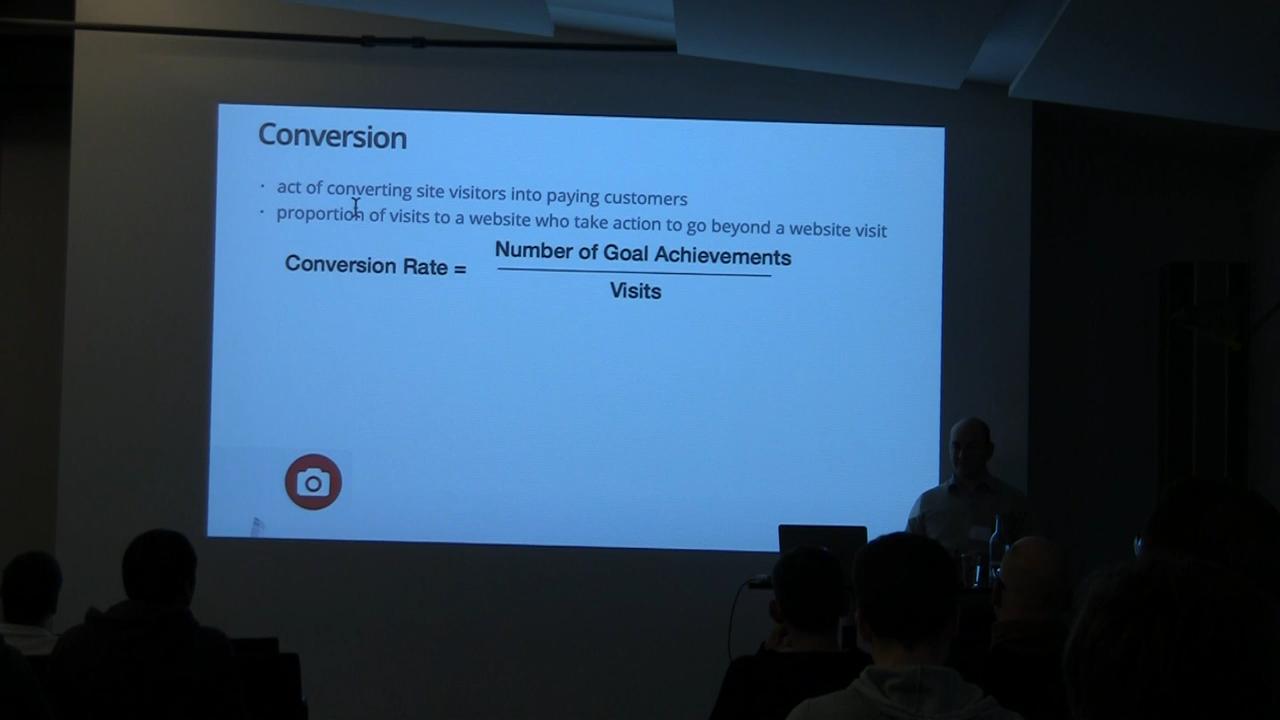 Conversion
· act of converting site visitors into paying customers
· proportion of visits to a website who take action to go beyond a website visit
Conversion Rate = Number of Goal Achievements
Visits